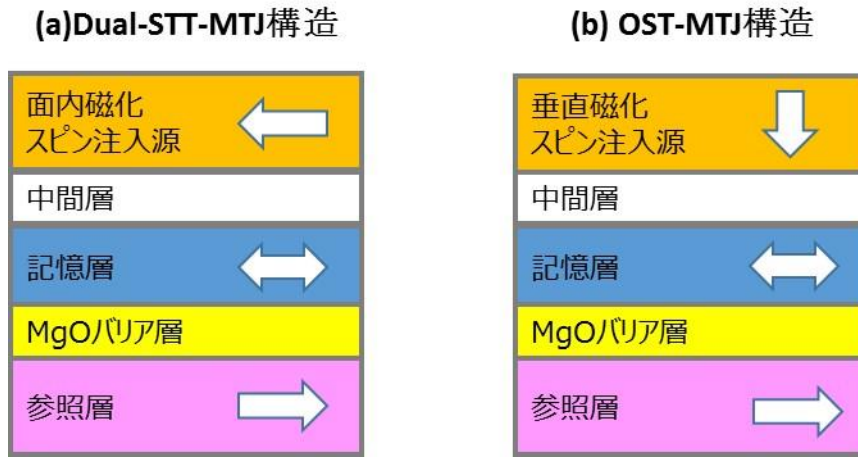 (a)Dual-STT-MTJ構造
面内磁化
スピン注入源
中間層
記憶層
MgOバリア層
参照層
(b) OST-MTJ構造
垂直磁化
スピン注入源
中間層
記憶層
MgOバリア層
参照層